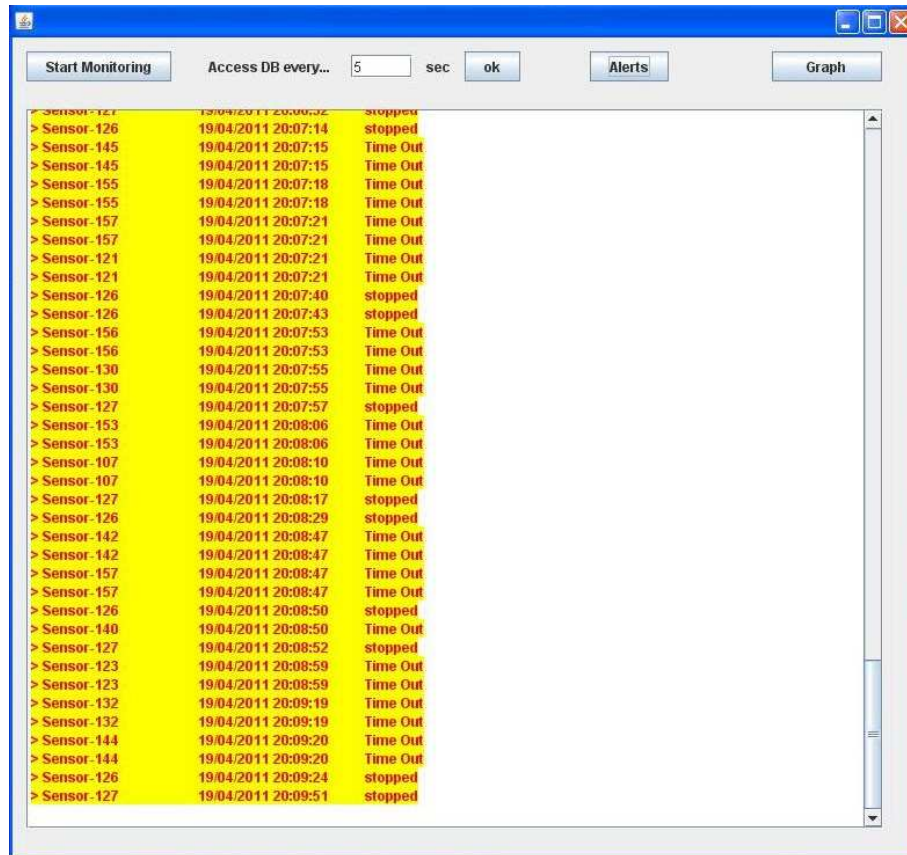 Start Monitoring Access DB every... 5 sec ok Alerts Graph
> Sensor-127 19/04/2011 20:06:52 stopped
> Sensor-126 19/04/2011 20:07:14 stopped
> Sensor-145 19/04/2011 20:07:15 Time Out
> Sensor-145 19/04/2011 20:07:15 Time Out
> Sensor-155 19/04/2011 20:07:18 Time Out
> Sensor-155 19/04/2011 20:07:18 Time Out
> Sensor-157 19/04/2011 20:07:21 Time Out
> Sensor-157 19/04/2011 20:07:21 Time Out
> Sensor-121 19/04/2011 20:07:21 Time Out
> Sensor-121 19/04/2011 20:07:21 Time Out
> Sensor-126 19/04/2011 20:07:40 stopped
> Sensor-126 19/04/2011 20:07:43 stopped
> Sensor-156 19/04/2011 20:07:53 Time Out
> Sensor-156 19/04/2011 20:07:53 Time Out
> Sensor-130 19/04/2011 20:07:55 Time Out
> Sensor-130 19/04/2011 20:07:55 Time Out
> Sensor-127 19/04/2011 20:07:57 stopped
> Sensor-153 19/04/2011 20:08:06 Time Out
> Sensor-153 19/04/2011 20:08:06 Time Out
> Sensor-107 19/04/2011 20:08:10 Time Out
> Sensor-107 19/04/2011 20:08:10 Time Out
> Sensor-127 19/04/2011 20:08:17 stopped
> Sensor-126 19/04/2011 20:08:29 stopped
> Sensor-142 19/04/2011 20:08:47 Time Out
> Sensor-142 19/04/2011 20:08:47 Time Out
> Sensor-157 19/04/2011 20:08:47 Time Out
> Sensor-157 19/04/2011 20:08:47 Time Out
> Sensor-126 19/04/2011 20:08:50 stopped
> Sensor-140 19/04/2011 20:08:50 Time Out
> Sensor-127 19/04/2011 20:08:52 stopped
> Sensor-123 19/04/2011 20:08:59 Time Out
> Sensor-123 19/04/2011 20:08:59 Time Out
> Sensor-132 19/04/2011 20:09:19 Time Out
> Sensor-132 19/04/2011 20:09:19 Time Out
> Sensor-144 19/04/2011 20:09:20 Time Out
> Sensor-144 19/04/2011 20:09:20 Time Out
> Sensor-126 19/04/2011 20:09:24 stopped
> Sensor-127 19/04/2011 20:09:51 stopped